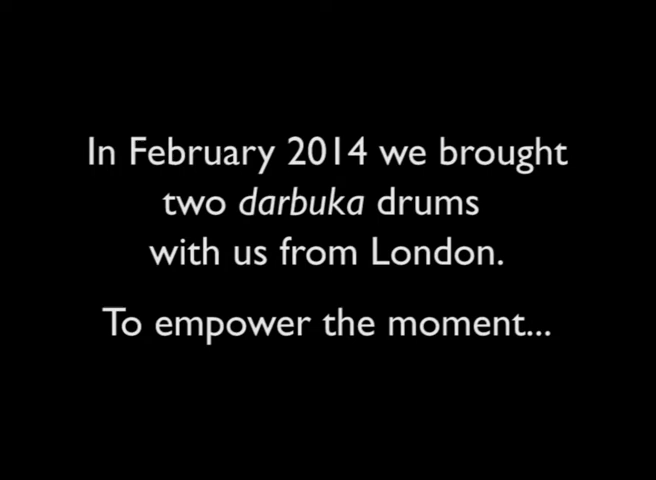 In February 2014 we brought
two darbuka drums
with us from London.
To empower the moment...